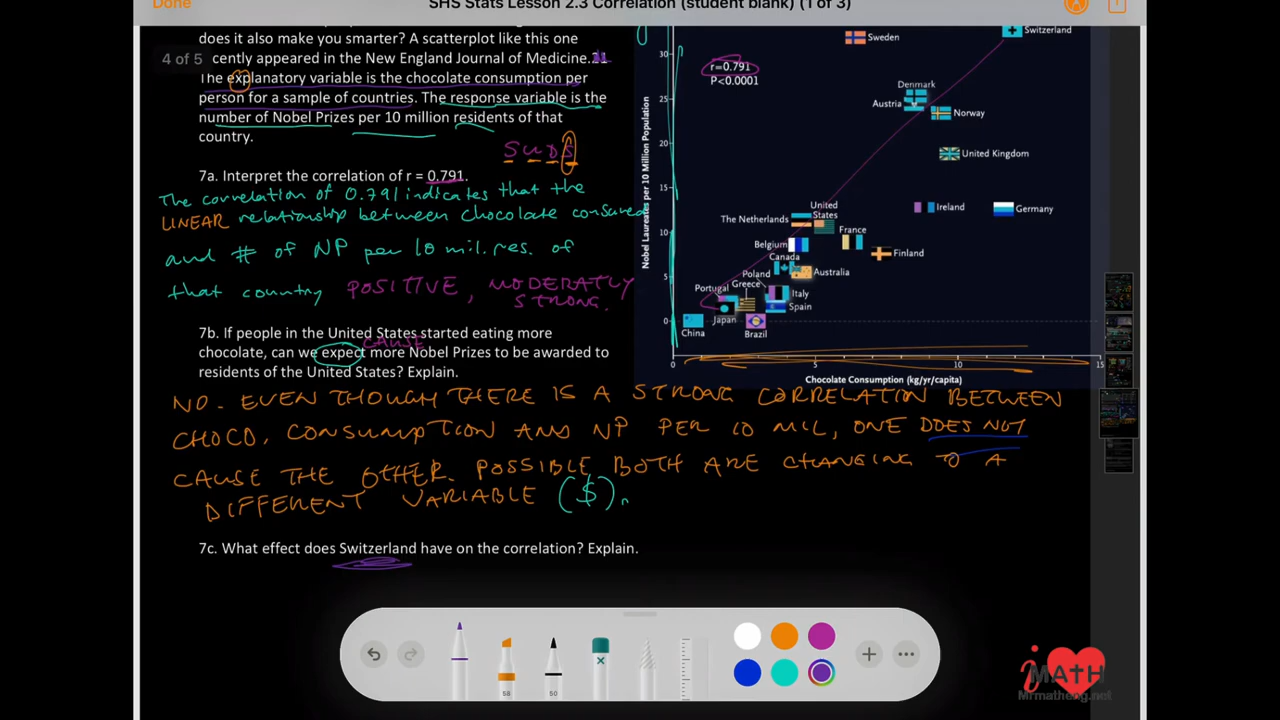 Done
SHS Stats Lesson 2.3 Correlation (student blank) (1 of 3)
does it also make you smarter? A scatterplot like this one
4 of 5
cently appeared in the New England Journal of Medicine.21
The explanatory variable is the chocolate consumption per
person for a sample of countries. The response variable is the
number of Nobel Prizes per 10 million residents of that
country.
SUDS
7a. Interpret the correlation of r = 0.791.
The correlation of 0.791 indicates that the
LINEAR relationship between chocolate
and # of NP per 10 mil. res. of
that country POSITIVE, MODERATLY
STRONG.
7b. If people in the United States started eating more
CAUSE
chocolate, can we expect more Nobel Prizes to be awarded to
residents of the United States? Explain.
NO. EVEN THOUGH THERE IS A STRONG CORRELATION BETWEEN
CHOCO. CONSUMPTION AND NP PER 10 MIL, ONE DOES NOT
CAUSE THE OTHER. POSSIBLE BOTH ARE CHANGING TO A
DIFFERENT VARIABLE ($).
7c. What effect does Switzerland have on the correlation? Explain.
Nobel Laureates per 10 Million Population
30
25
20
15
10
5
0
r=0.791
P<0.0001
Sweden
Switzerland
Denmark
Austria
Norway
United Kingdom
Ireland
Germany
United
States
The Netherlands
France
Belgium
Finland
Canada
Australia
Poland
Greece
Portugal
Italy
Spain
Japan
China
Brazil
0
5
10
15
Chocolate Consumption (kg/yr/capita)
56
50
i
MATH
Mrmatheng.net